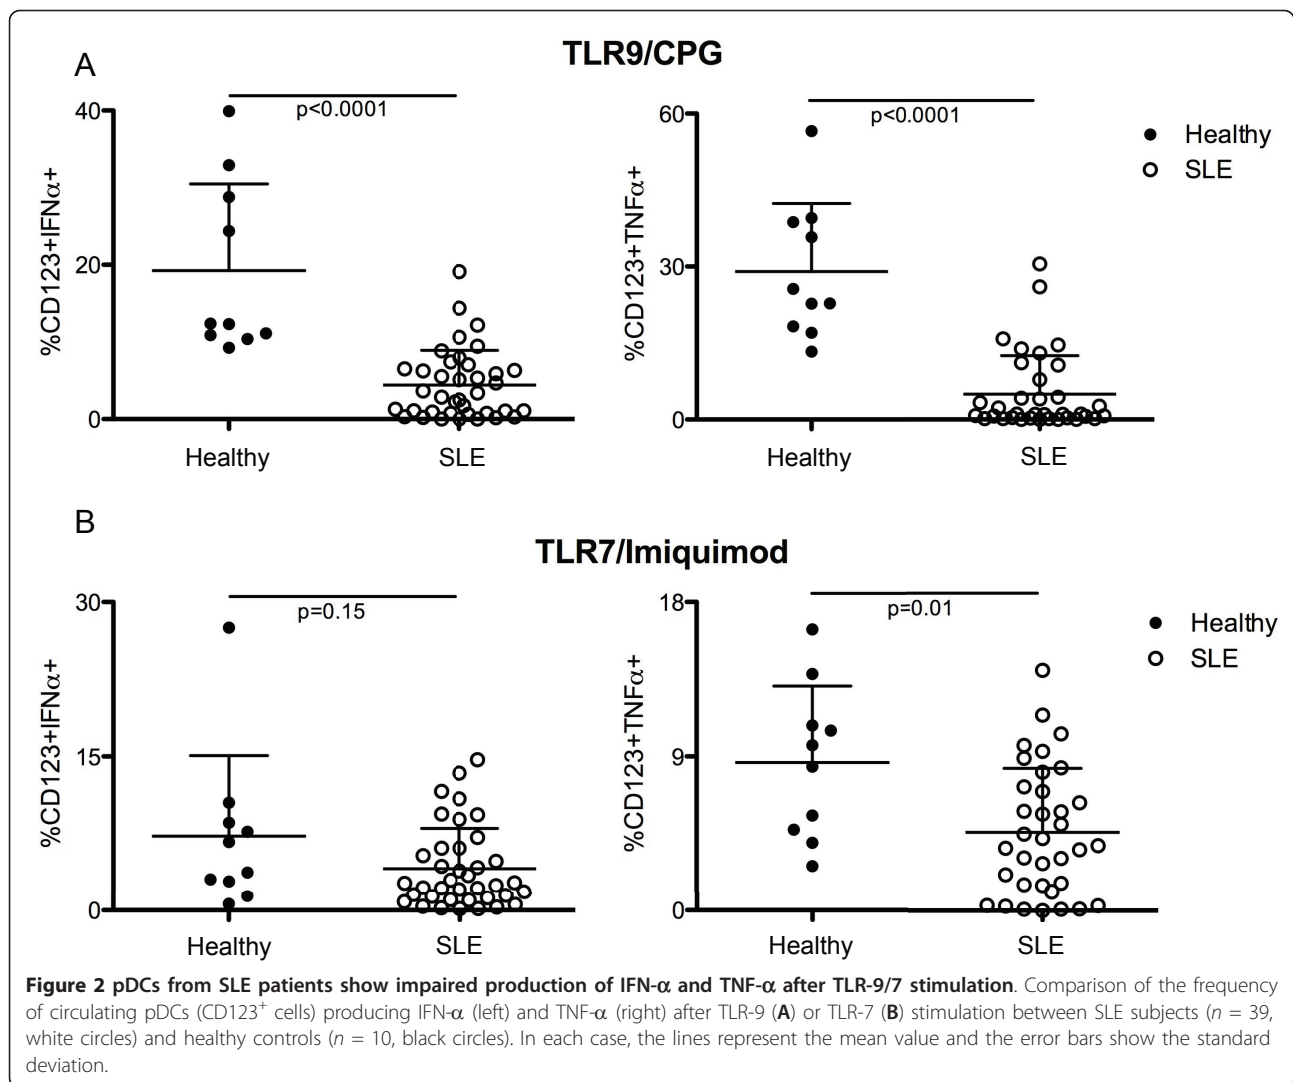 A
TLR9/CPG
p<0.0001
40
20
0
%CD123+IFNα+
Healthy
SLE
p<0.0001
60
30
0
%CD123+TNFα+
Healthy
SLE
Healthy
SLE
B
TLR7/Imiquimod
p=0.15
30
15
0
%CD123+IFNα+
Healthy
SLE
p=0.01
18
9
0
%CD123+TNFα+
Healthy
SLE
Healthy
SLE
Figure 2 pDCs from SLE patients show impaired production of IFN-α and TNF-α after TLR-9/7 stimulation. Comparison of the frequency
of circulating pDCs (CD123⁺ cells) producing IFN-α (left) and TNF-α (right) after TLR-9 (A) or TLR-7 (B) stimulation between SLE subjects (n = 39,
white circles) and healthy controls (n = 10, black circles). In each case, the lines represent the mean value and the error bars show the standard
deviation.